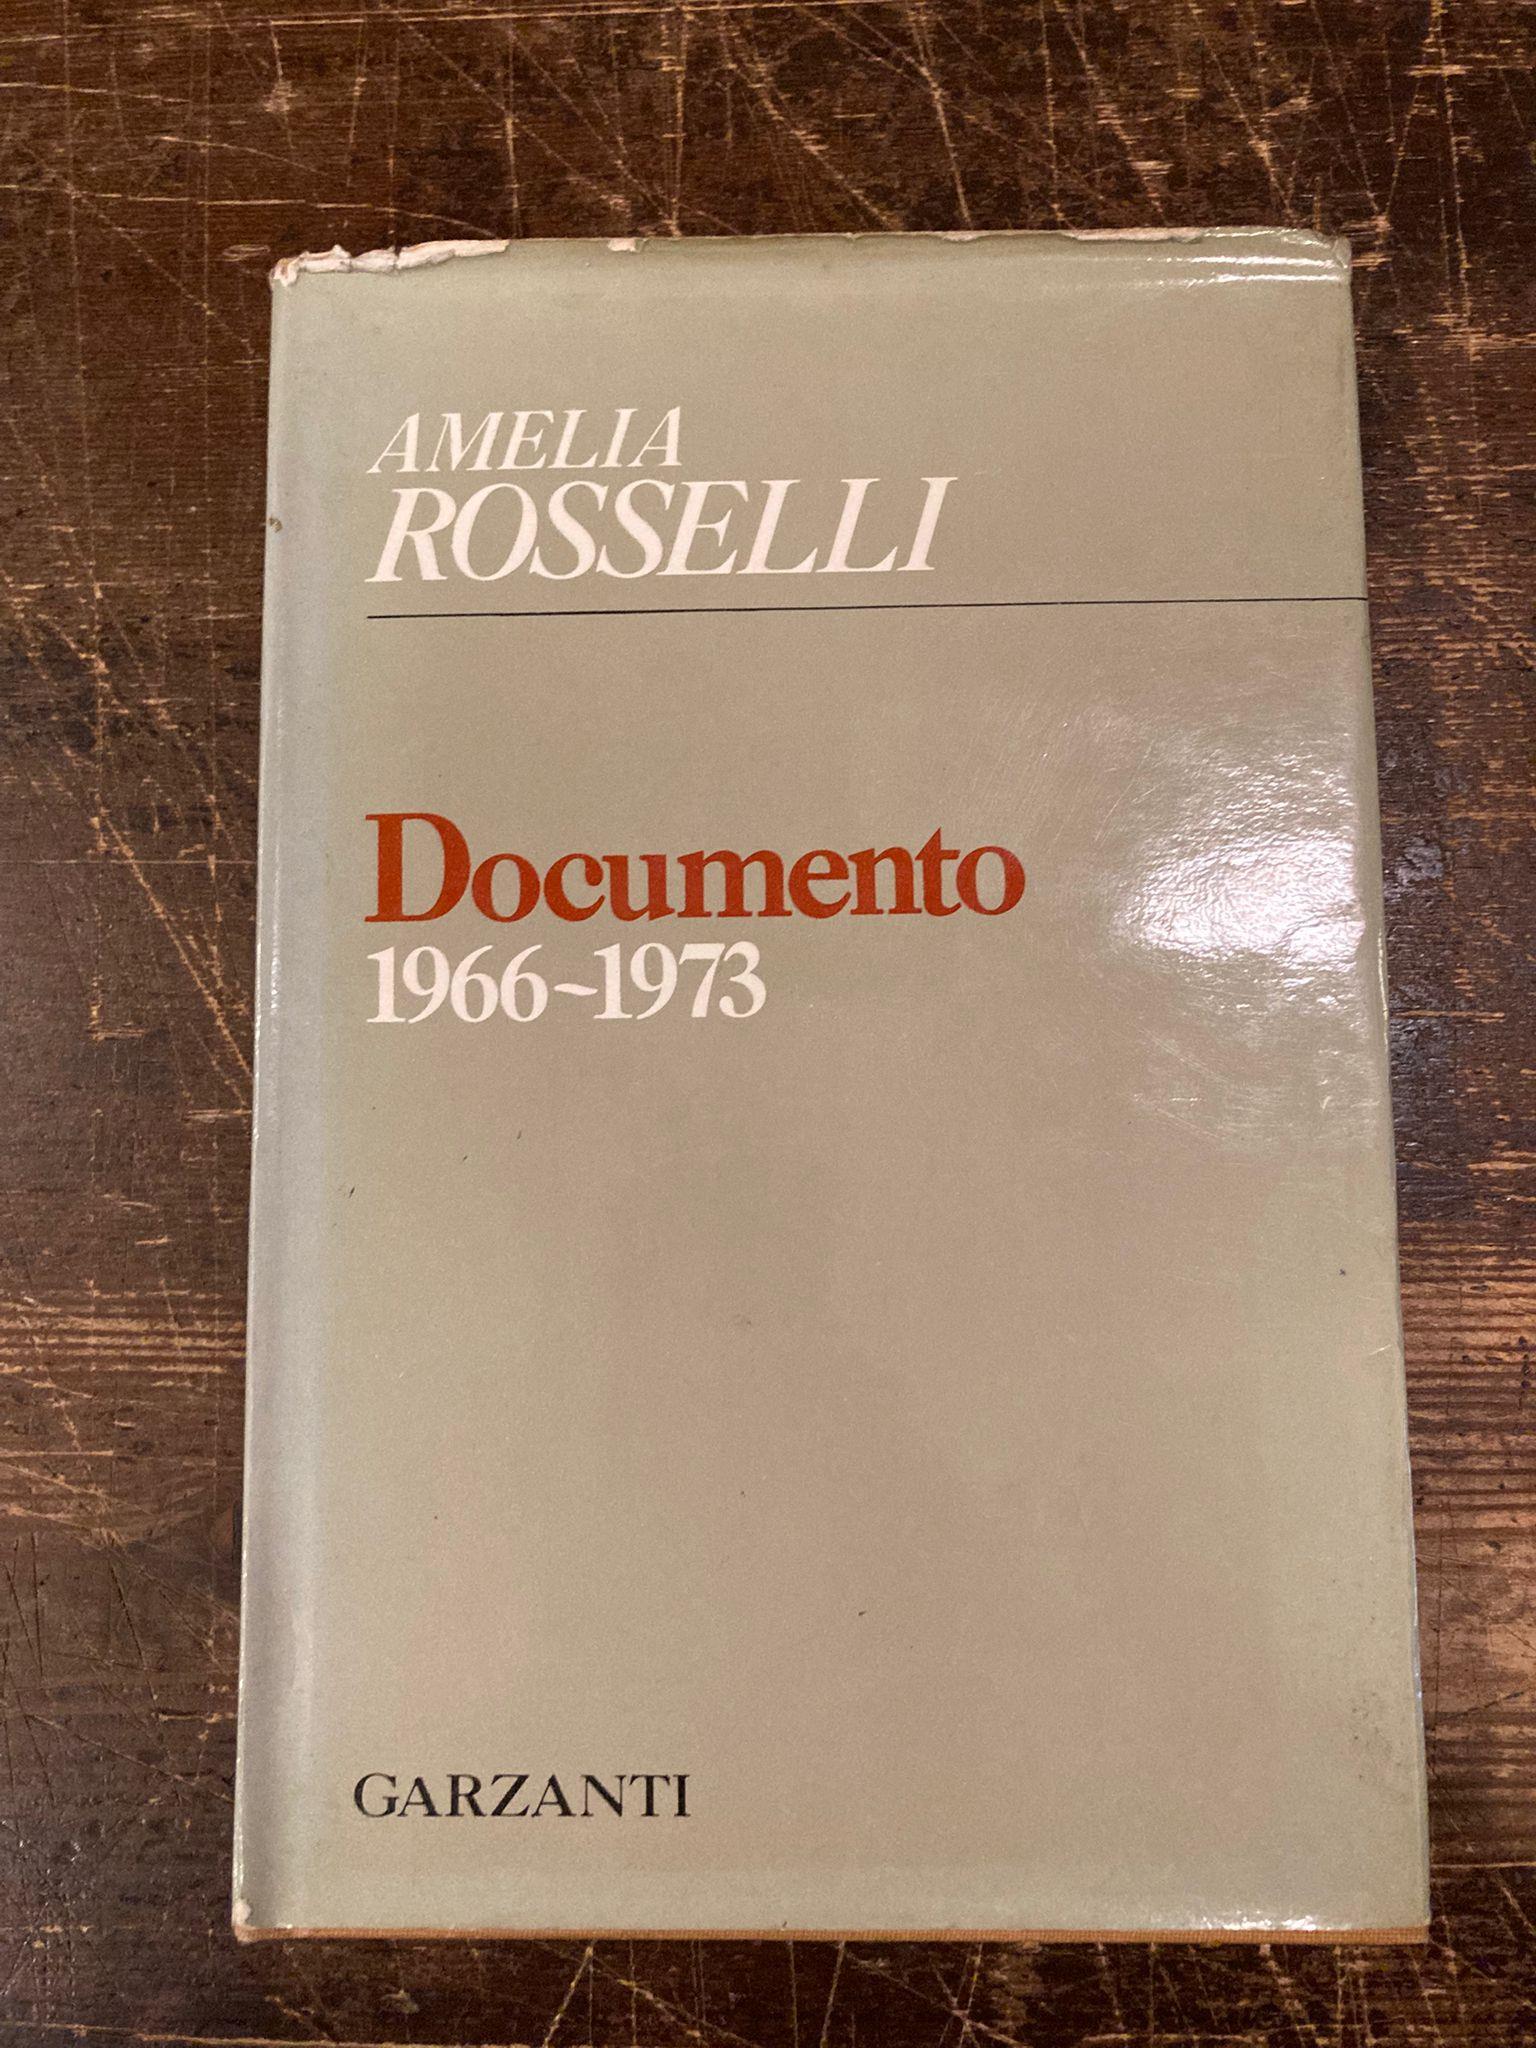 AMELIA
ROSSELLI
Documento
1966-1973
GARZANTI